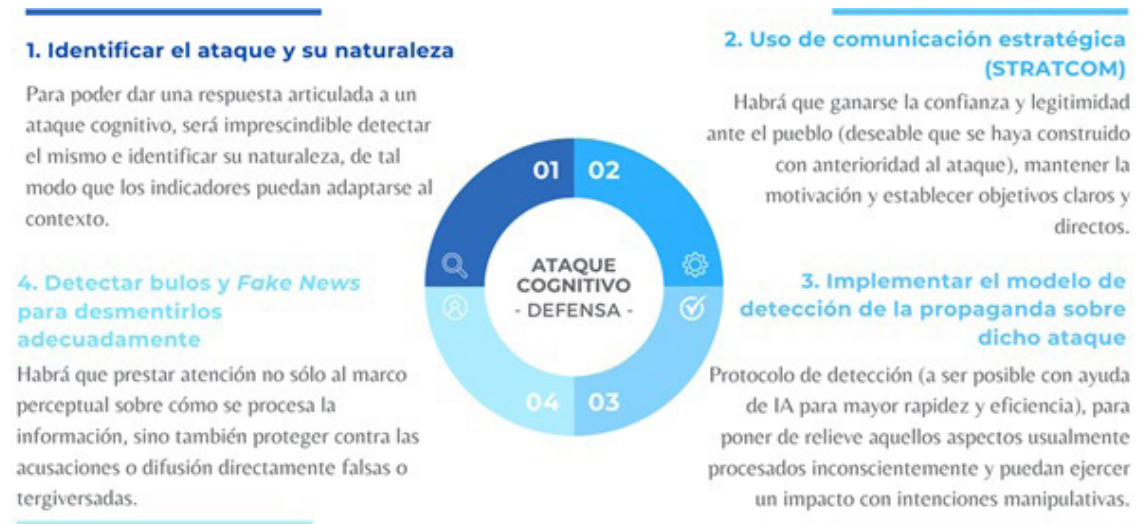 1. Identificar el ataque y su naturaleza
Para poder dar una respuesta articulada a un
ataque cognitivo, será imprescindible detectar
el mismo e identificar su naturaleza, de tal
modo que los indicadores puedan adaptarse al
contexto.
2. Uso de comunicación estratégica
(STRATCOM)
Habrá que ganarse la confianza y legitimidad
ante el pueblo (deseable que se haya construido
con anterioridad al ataque), mantener la
motivación y establecer objetivos claros y
directos.
01 02
ATAQUE
COGNITIVO
- DEFENSA -
04 03
3. Implementar el modelo de
detección de la propaganda sobre
dicho ataque
Protocolo de detección (a ser posible con ayuda
de IA para mayor rapidez y eficiencia), para
poner de relieve aquellos aspectos usualmente
procesados inconscientemente y puedan ejercer
un impacto con intenciones manipulativas.
4. Detectar bulos y Fake News
para desmentirlos
adecuadamente
Habrá que prestar atención no sólo al marco
perceptual sobre cómo se procesa la
información, sino también proteger contra las
acusaciones o difusión directamente falsas o
tergiversadas.